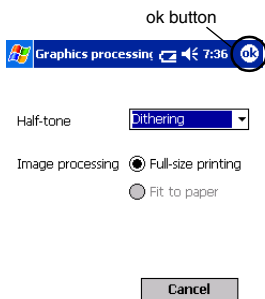 ok button
Graphics processing 7:36 ok
Half-tone Dithering
Image processing Full-size printing
Fit to paper
Cancel